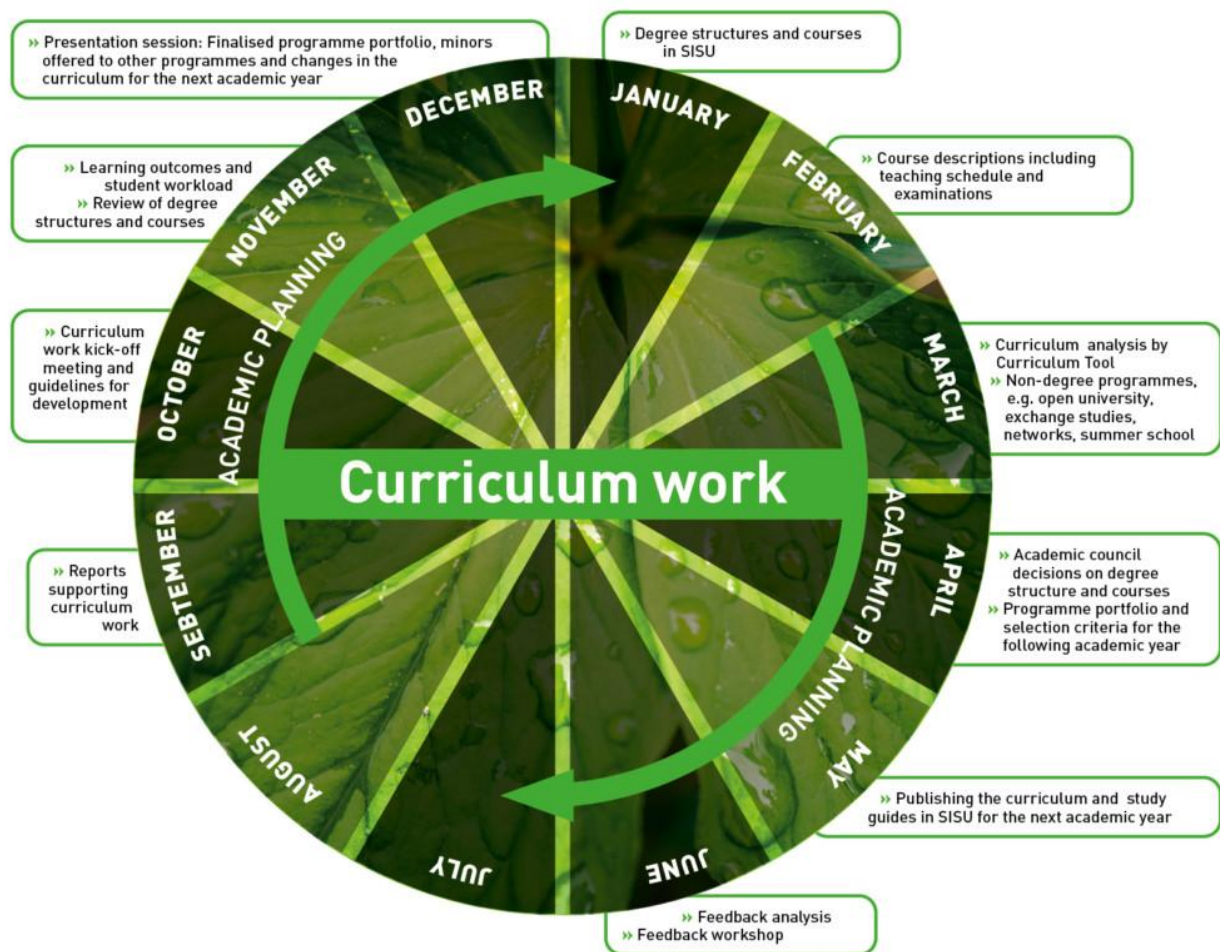 » Presentation session: Finalised programme portfolio, minors
offered to other programmes and changes in the
curriculum for the next academic year
» Degree structures and courses
in SISU
DECEMBER
JANUARY
» Learning outcomes and
student workload
» Review of degree
structures and courses
NOVEMBER
FEBRUARY
» Course descriptions including
teaching schedule and
examinations
» Curriculum
work kick-off
meeting and
guidelines for
development
OCTOBER
ACADEMIC PLANNING
MARCH
» Curriculum analysis by
Curriculum Tool
» Non-degree programmes,
e.g. open university,
exchange studies,
networks, summer school
Curriculum work
» Reports
supporting
curriculum
work
SEBTEMBER
ACADEMIC PLANNING
APRIL
» Academic council
decisions on degree
structure and courses
» Programme portfolio and
selection criteria for the
following academic year
AUGUST
MAY
» Publishing the curriculum and study
guides in SISU for the next academic year
JULY
JUNE
» Feedback analysis
» Feedback workshop